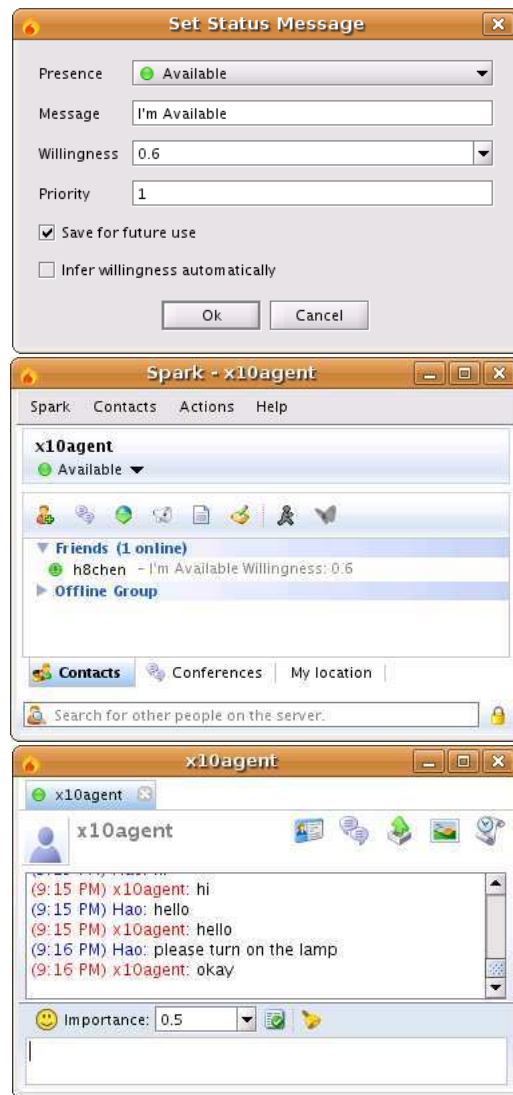 Set Status Message
Presence Available
Message I'm Available
Willingness 0.6
Priority 1
Save for future use
Infer willingness automatically
Ok Cancel
Spark - x10agent
Spark Contacts Actions Help
x10agent
Available
Friends (1 online)
h8chen - I'm Available Willingness: 0.6
Offline Group
Contacts Conferences My location
Search for other people on the server.
x10agent
x10agent
x10agent
(9:15 PM) x10agent: hi
(9:15 PM) Hao: hello
(9:15 PM) x10agent: hello
(9:16 PM) Hao: please turn on the lamp
(9:16 PM) x10agent: okay
Importance: 0.5